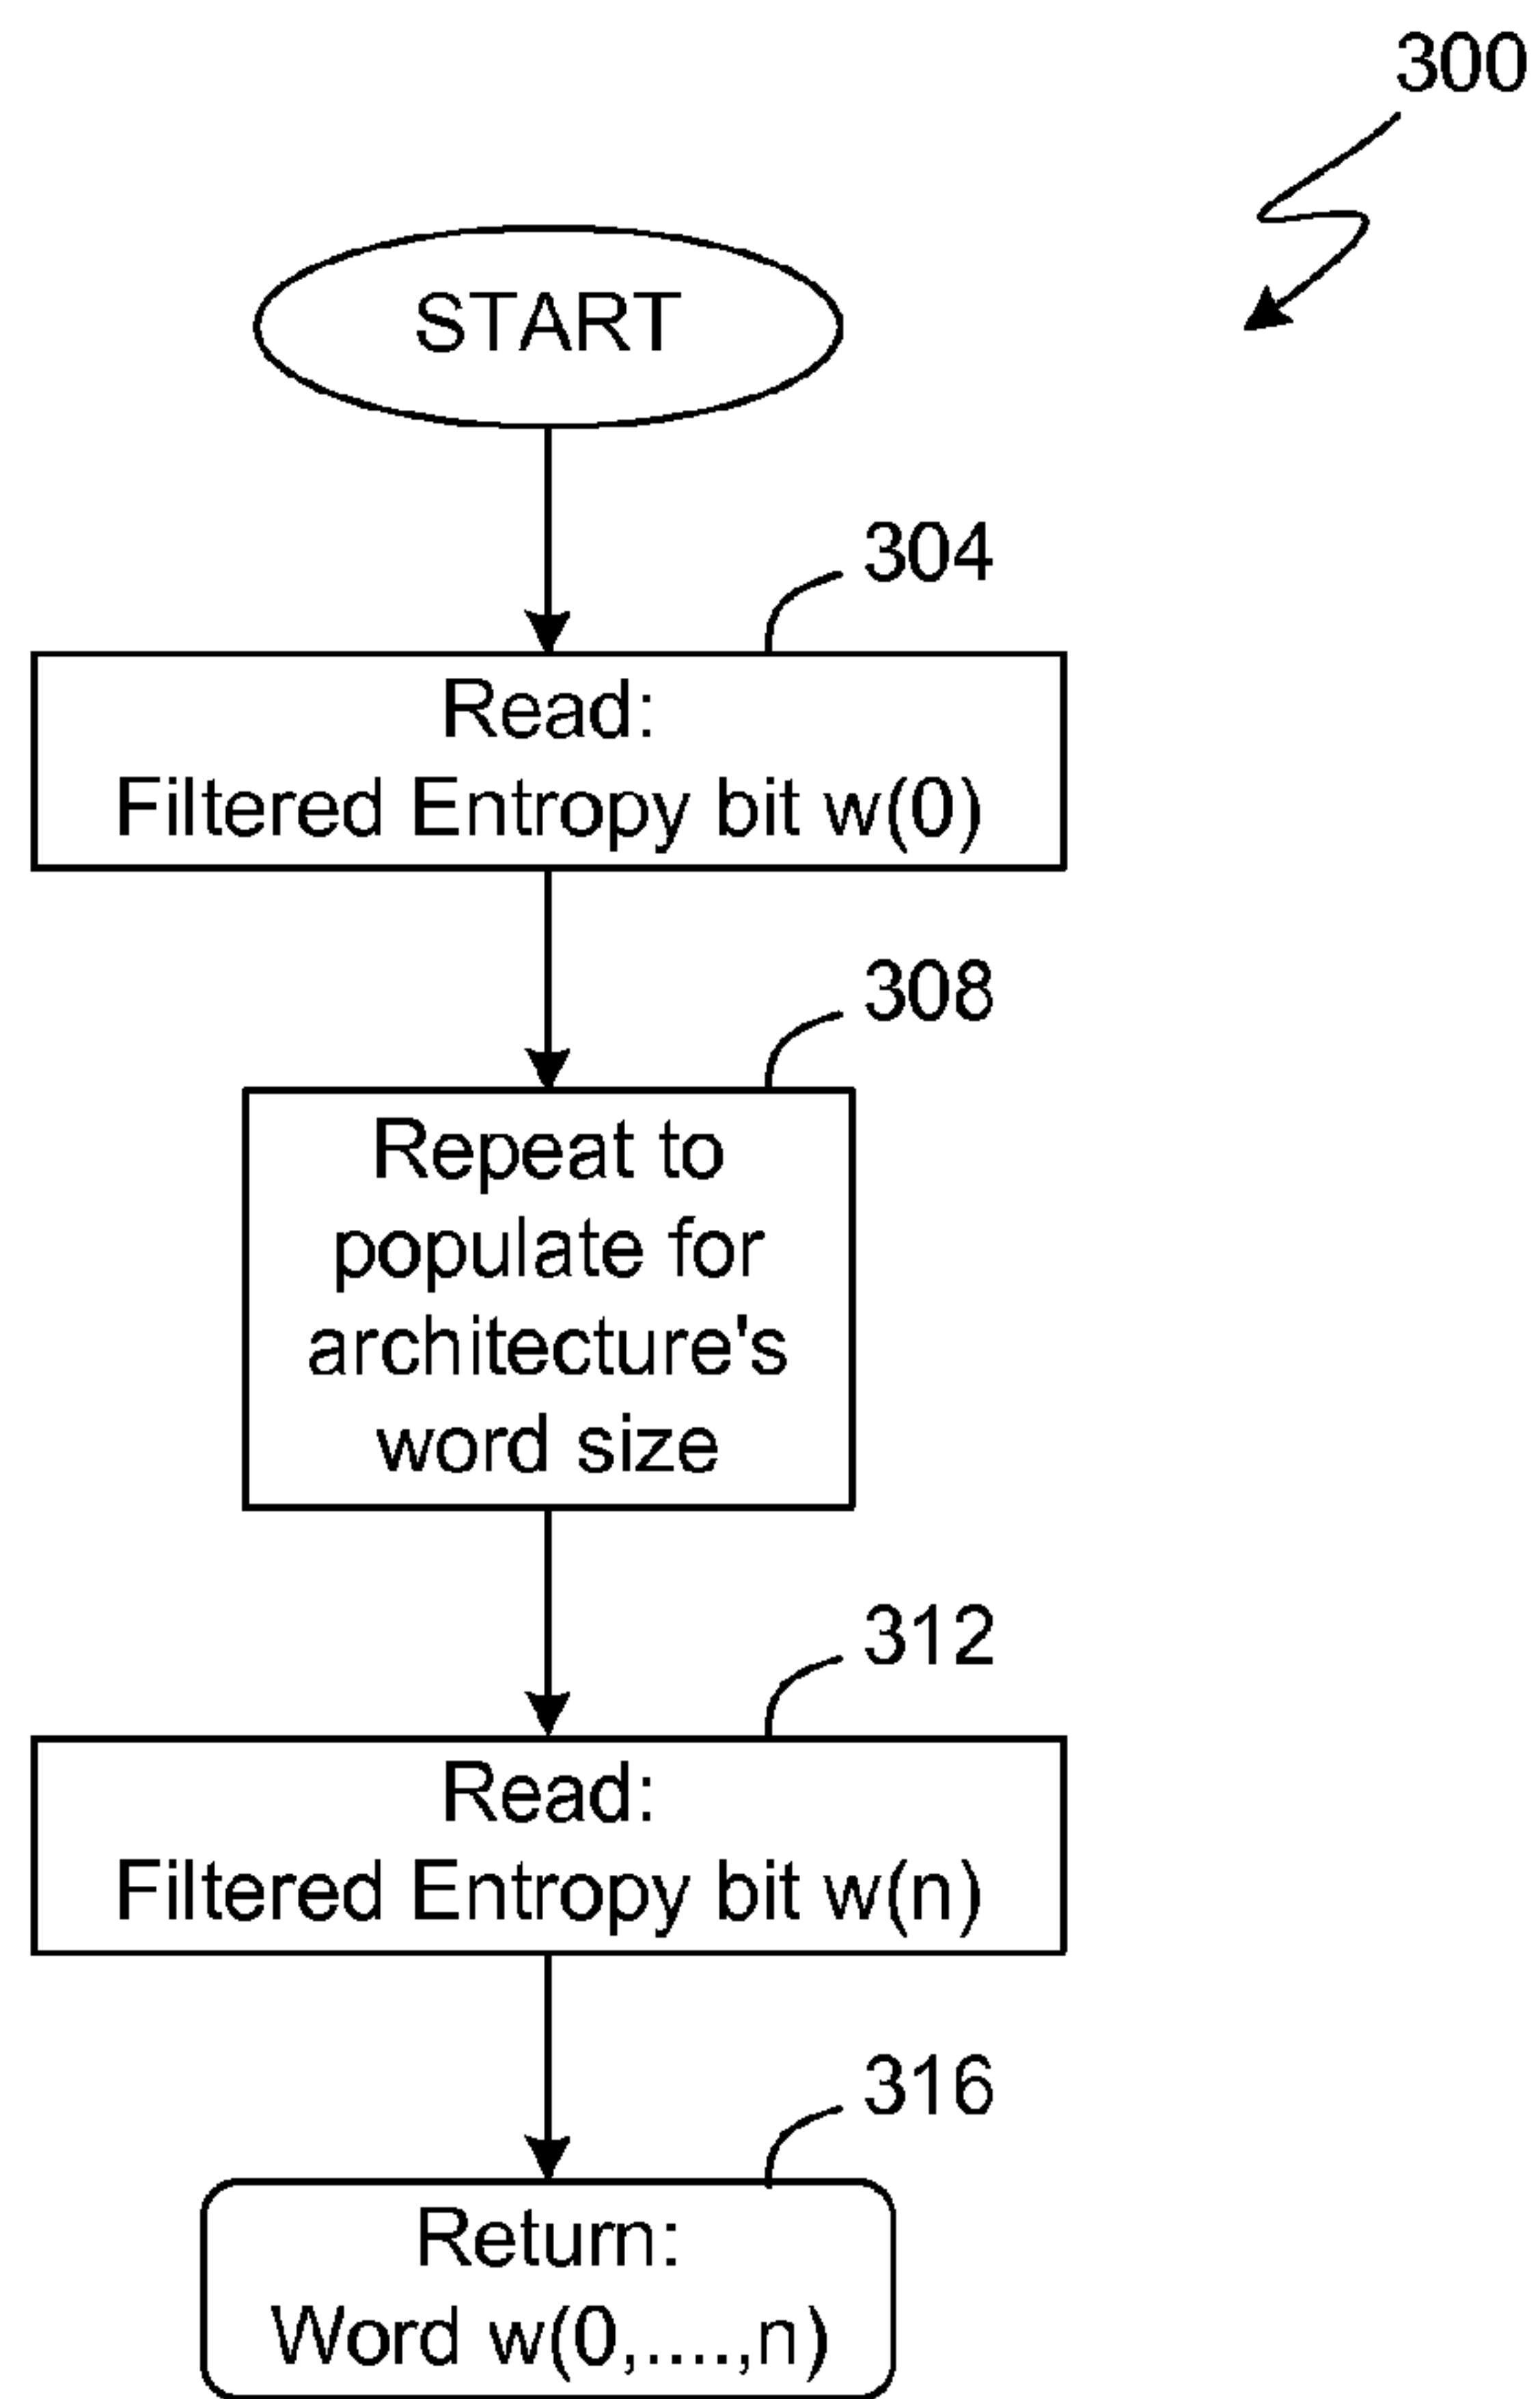 300
START
304
Read:
Filtered Entropy bit w(0)
308
Repeat to
populate for
architecture's
word size
312
Read:
Filtered Entropy bit w(n)
316
Return:
Word w(0,....,n)